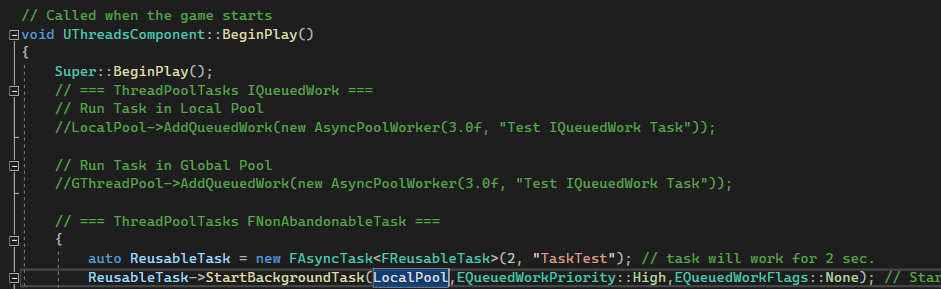 // Called when the game starts
void UThreadsComponent::BeginPlay()
{
Super::BeginPlay();
// === ThreadPoolTasks IQueuedWork ===
// Run Task in Local Pool
//LocalPool->AddQueuedWork(new AsyncPoolWorker(3.0f, "Test IQueuedWork Task"));
// Run Task in Global Pool
//GThreadPool->AddQueuedWork(new AsyncPoolWorker(3.0f, "Test IQueuedWork Task"));
// === ThreadPoolTasks FNonAbandonableTask ===
{
auto ReusableTask = new FAsyncTask<FReusableTask>(2, "TaskTest"); // task will work for 2 sec.
ReusableTask->StartBackgroundTask(LocalPool,EQueuedWorkPriority::High,EQueuedWorkFlags::None); // Star